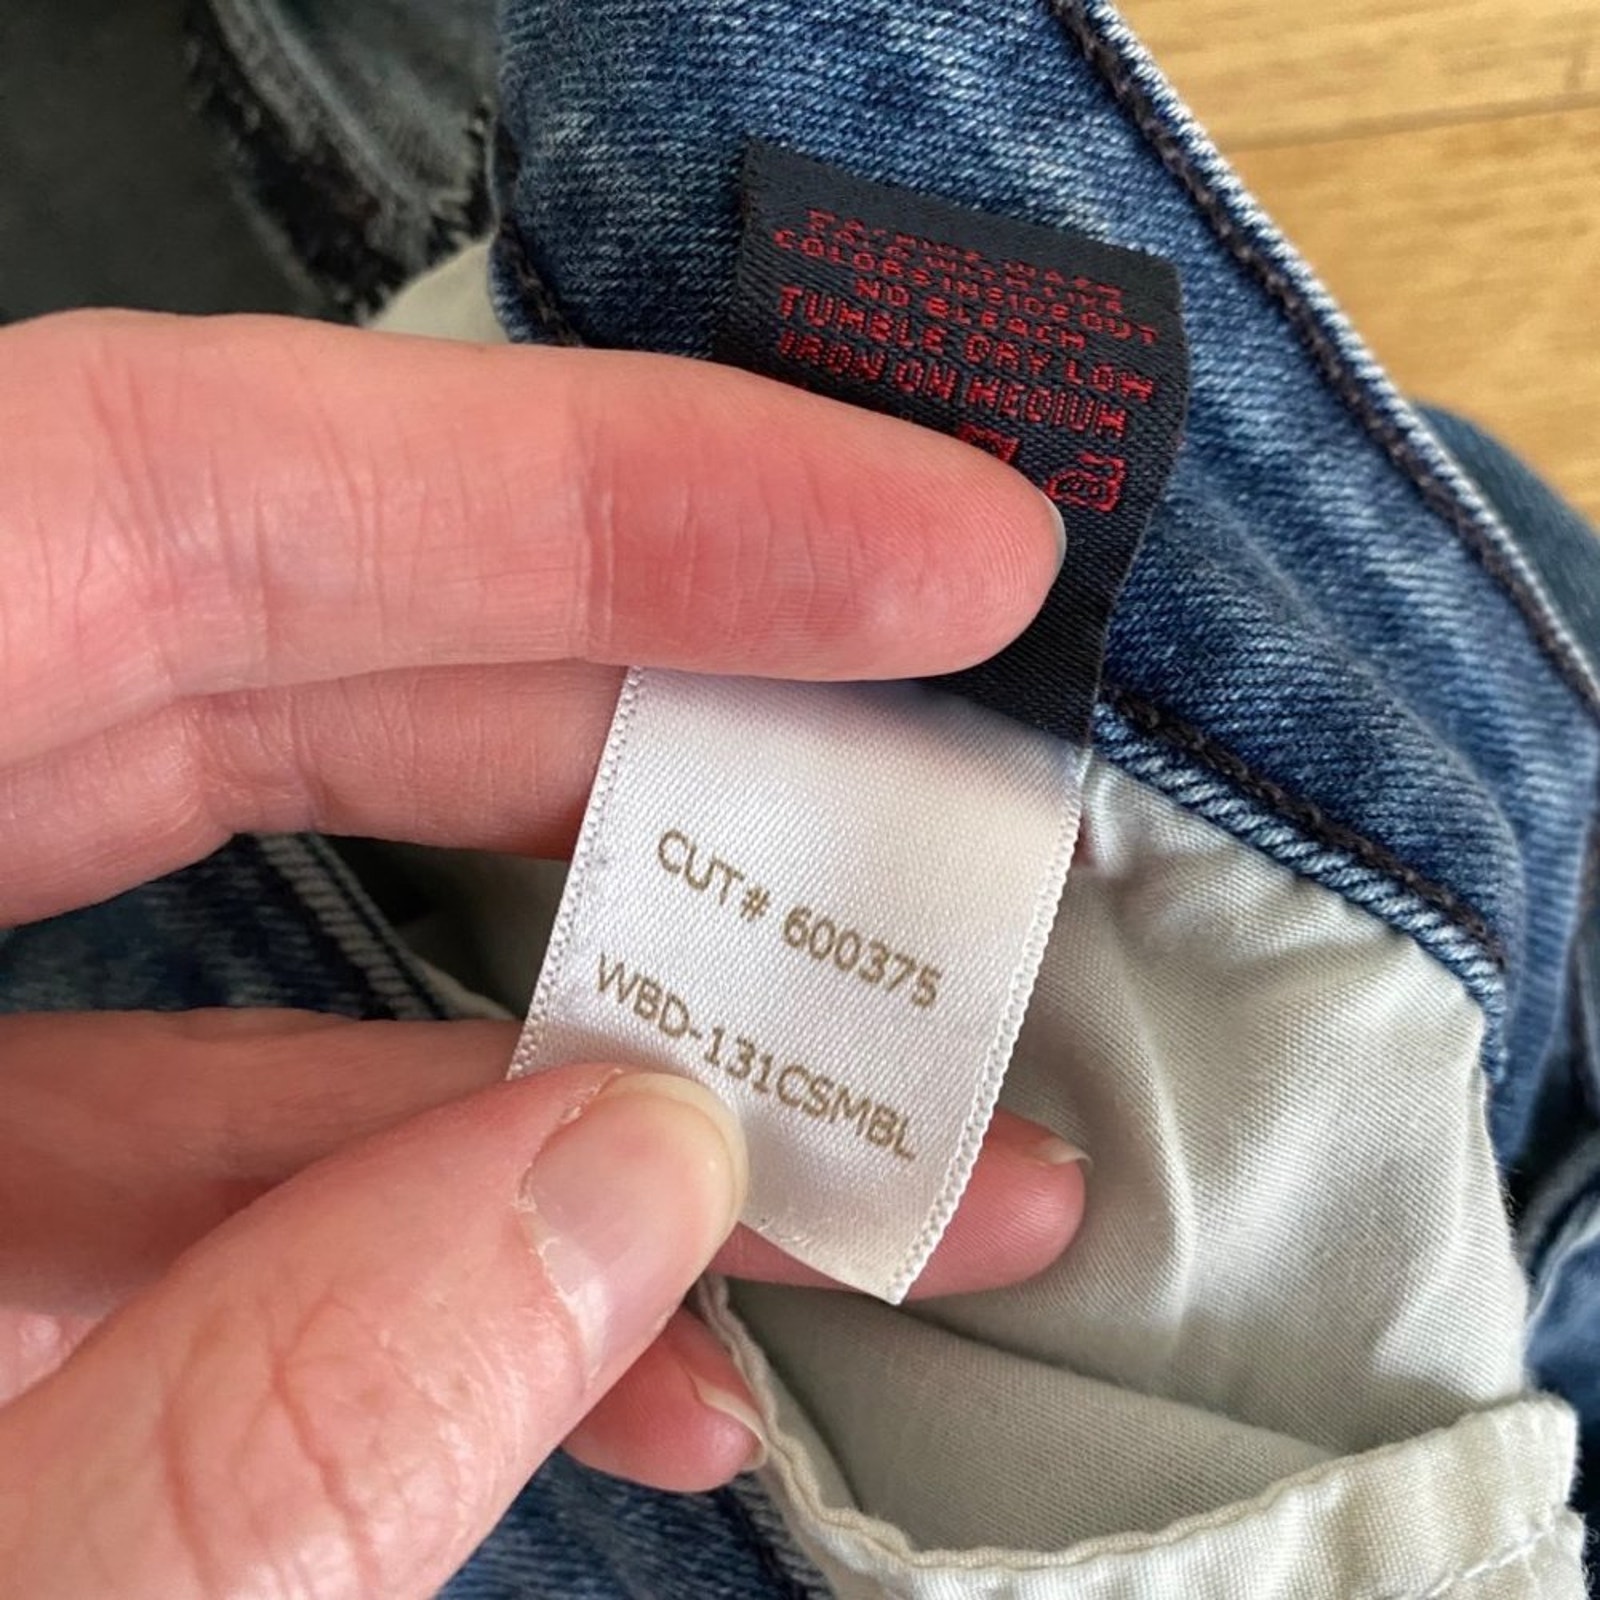 COLORS INSIDE OUT
NO BLEACH
TUMBLE DRY LOW
IRON ON MEDIUM
CUT# 600375
WBD-131CSMBL